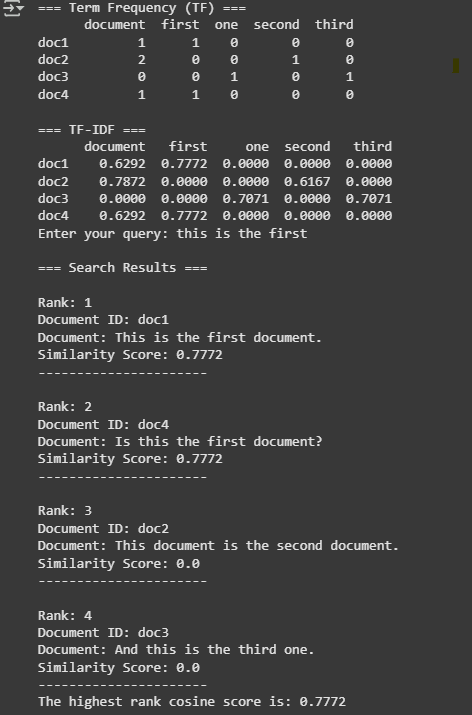 === Term Frequency (TF) ===
document first one second third
doc1 1 1 0 0 0
doc2 2 0 0 1 0
doc3 0 0 1 0 1
doc4 1 1 0 0 0
=== TF-IDF ===
document first one second third
doc1 0.6292 0.7772 0.0000 0.0000 0.0000
doc2 0.7872 0.0000 0.0000 0.6167 0.0000
doc3 0.0000 0.0000 0.7071 0.0000 0.7071
doc4 0.6292 0.7772 0.0000 0.0000 0.0000
Enter your query: this is the first
=== Search Results ===
Rank: 1
Document ID: doc1
Document: This is the first document.
Similarity Score: 0.7772
----------------------
Rank: 2
Document ID: doc4
Document: Is this the first document?
Similarity Score: 0.7772
----------------------
Rank: 3
Document ID: doc2
Document: This document is the second document.
Similarity Score: 0.0
----------------------
Rank: 4
Document ID: doc3
Document: And this is the third one.
Similarity Score: 0.0
----------------------
The highest rank cosine score is: 0.7772